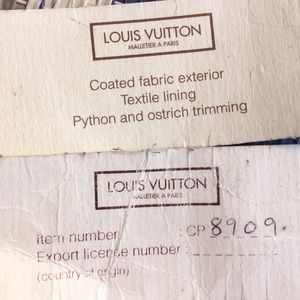 LOUIS VUITTON
MALLETIER A PARIS
Coated fabric exterior
Textile lining
Python and ostrich trimming
LOUIS VUITTON
MALLETIER A PARIS
Item number : CP 8909
Export licence number :
(country of origin)